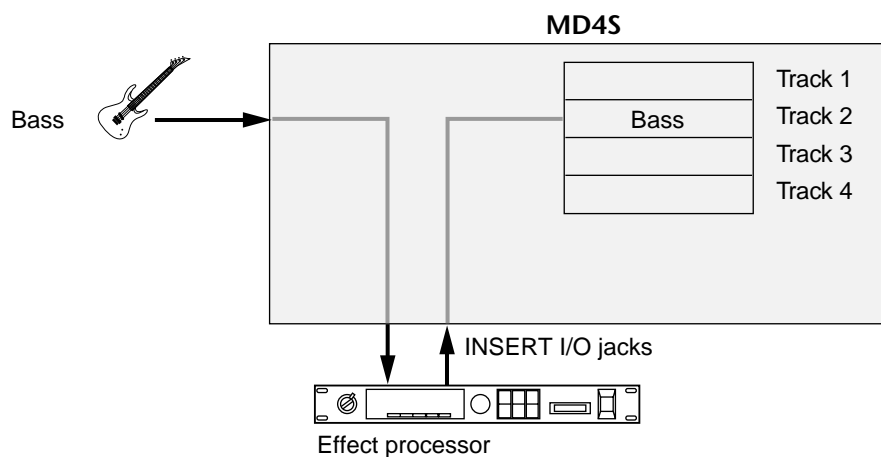 MD4S
Track 1
Bass
Bass
Track 2
Track 3
Track 4
INSERT I/O jacks
Effect processor